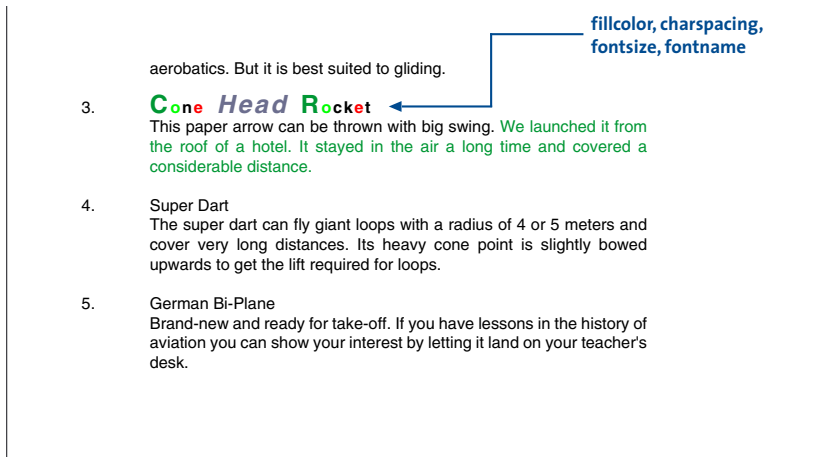 fillcolor, charspacing,
fontsize, fontname
aerobatics. But it is best suited to gliding.
3. Cone Head Rocket
This paper arrow can be thrown with big swing. We launched it from
the roof of a hotel. It stayed in the air a long time and covered a
considerable distance.
4. Super Dart
The super dart can fly giant loops with a radius of 4 or 5 meters and
cover very long distances. Its heavy cone point is slightly bowed
upwards to get the lift required for loops.
5. German Bi-Plane
Brand-new and ready for take-off. If you have lessons in the history of
aviation you can show your interest by letting it land on your teacher's
desk.